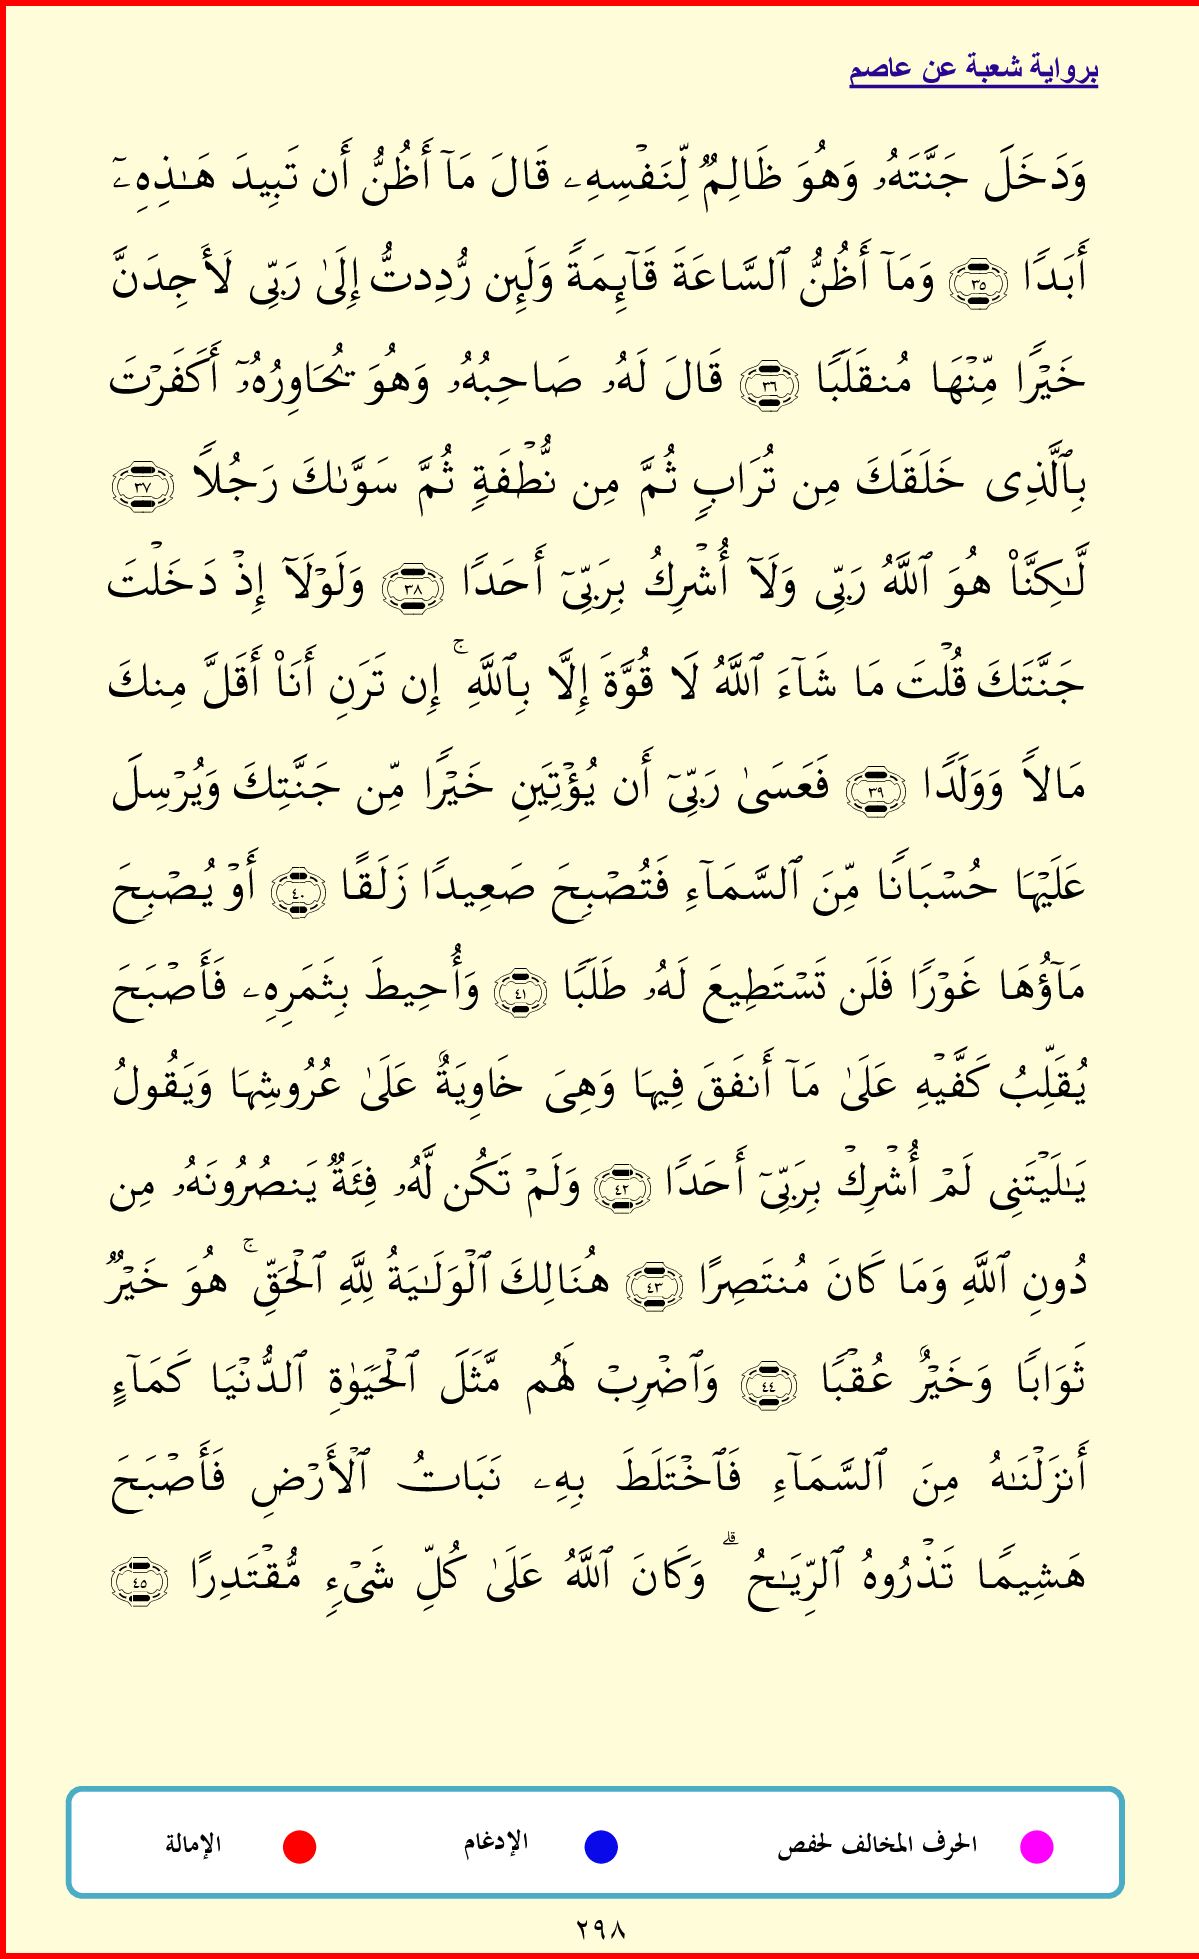 برواية شعبة عن عاصم
وَدَخَلَ جَنَّتَهُۥ وَهُوَ ظَالِمٌ لِّنَفۡسِهِۦ قَالَ مَآ أَظُنُّ أَن تَبِيدَ هَـٰذِهِۦٓ
أَبَدًا ٣٥ وَمَآ أَظُنُّ ٱلسَّاعَةَ قَآئِمَةً وَلَئِن رُّدِدتُّ إِلَىٰ رَبِّى لَأَجِدَنَّ
خَيۡرًا مِّنۡهَا مُنقَلَبًا ٣٦ قَالَ لَهُۥ صَاحِبُهُۥ وَهُوَ يُحَاوِرُهُۥٓ أَكَفَرۡتَ
بِٱلَّذِى خَلَقَكَ مِن تُرَابٍ ثُمَّ مِن نُّطۡفَةٍ ثُمَّ سَوَّىٰكَ رَجُلاً ٣٧
لَّـٰكِنَّا۠ هُوَ ٱللَّهُ رَبِّى وَلَآ أُشۡرِكُ بِرَبِّىٓ أَحَدًا ٣٨ وَلَوۡلَآ إِذۡ دَخَلۡتَ
جَنَّتَكَ قُلۡتَ مَا شَآءَ ٱللَّهُ لَا قُوَّةَ إِلَّا بِٱللَّهِۚ إِن تَرَنِ أَنَا۠ أَقَلَّ مِنكَ
مَالاً وَوَلَدًا ٣٩ فَعَسَىٰ رَبِّىٓ أَن يُؤۡتِيَنِ خَيۡرًا مِّن جَنَّتِكَ وَيُرۡسِلَ
عَلَيۡهَا حُسۡبَانًا مِّنَ ٱلسَّمَآءِ فَتُصۡبِحَ صَعِيدًا زَلَقًا ٤٠ أَوۡ يُصۡبِحَ
مَآؤُهَا غَوۡرًا فَلَن تَسۡتَطِيعَ لَهُۥ طَلَبًا ٤١ وَأُحِيطَ بِثَمَرِهِۦ فَأَصۡبَحَ
يُقَلِّبُ كَفَّيۡهِ عَلَىٰ مَآ أَنفَقَ فِيهَا وَهِىَ خَاوِيَةٌ عَلَىٰ عُرُوشِهَا وَيَقُولُ
يَـٰلَيۡتَنِى لَمۡ أُشۡرِكۡ بِرَبِّىٓ أَحَدًا ٤٢ وَلَمۡ تَكُن لَّهُۥ فِئَةٌ يَنصُرُونَهُۥ مِن
دُونِ ٱللَّهِ وَمَا كَانَ مُنتَصِرًا ٤٣ هُنَالِكَ ٱلۡوَلَـٰيَةُ لِلَّهِ ٱلۡحَقِّۚ هُوَ خَيۡرٌ
ثَوَابًا وَخَيۡرٌ عُقۡبًا ٤٤ وَٱضۡرِبۡ لَهُم مَّثَلَ ٱلۡحَيَوٰةِ ٱلدُّنۡيَا كَمَآءٍ
أَنزَلۡنَـٰهُ مِنَ ٱلسَّمَآءِ فَٱخۡتَلَطَ بِهِۦ نَبَاتُ ٱلۡأَرۡضِ فَأَصۡبَحَ
هَشِيمًا تَذۡرُوهُ ٱلرِّيَـٰحُۗ وَكَانَ ٱللَّهُ عَلَىٰ كُلِّ شَىۡءٍ مُّقۡتَدِرًا ٤٥
الحرف المخالف لحفص الإدغام الإمالة
٢٩٨